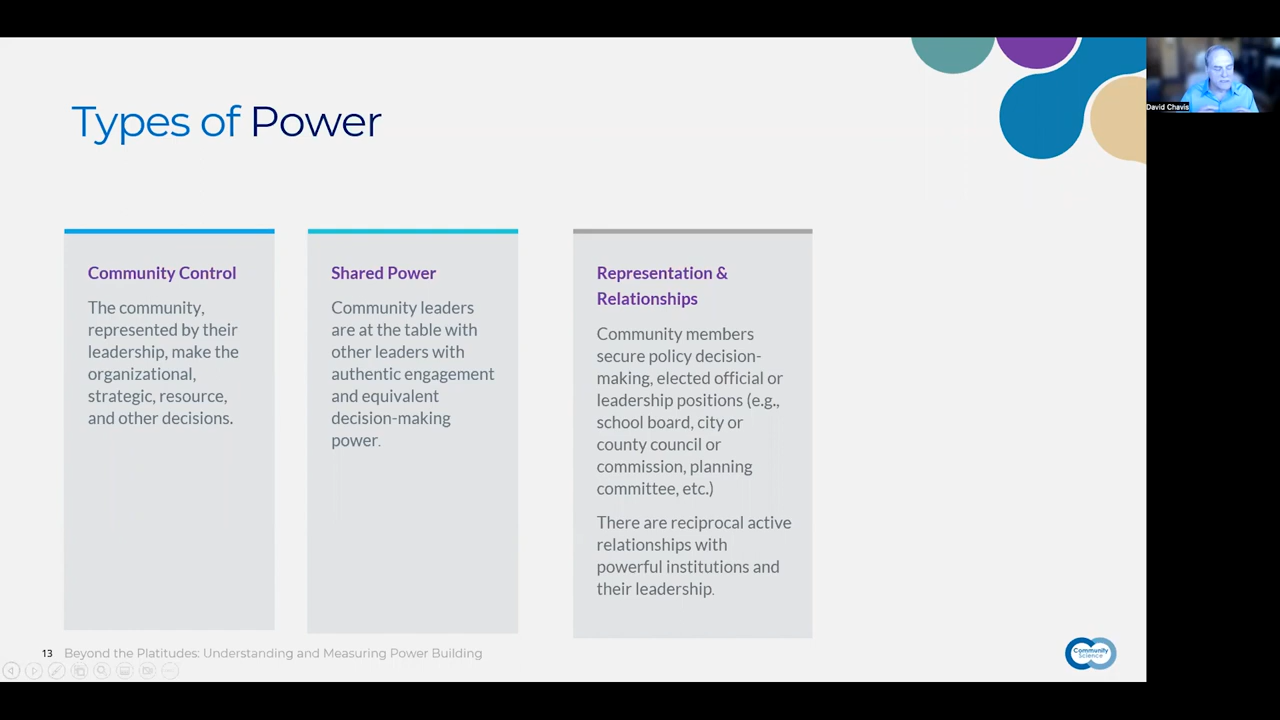 Types of Power
David Chavis
Community Control
The community,
represented by their
leadership, make the
organizational,
strategic, resource,
and other decisions.
Shared Power
Community leaders
are at the table with
other leaders with
authentic engagement
and equivalent
decision-making
power.
Representation &
Relationships
Community members
secure policy decision-
making, elected official or
leadership positions (e.g.,
school board, city or
county council or
commission, planning
committee, etc.)
There are reciprocal active
relationships with
powerful institutions and
their leadership.
13 Beyond the Platitudes: Understanding and Measuring Power Building
Community
Science